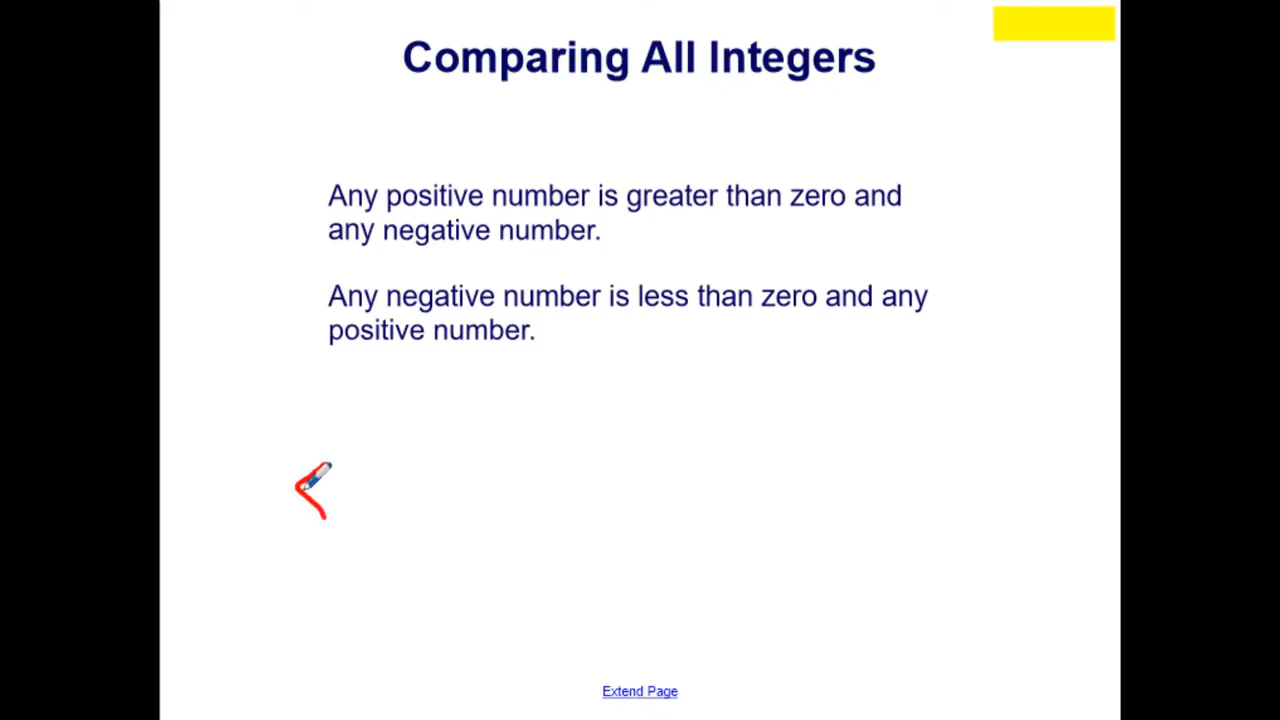 Comparing All Integers
Any positive number is greater than zero and
any negative number.
Any negative number is less than zero and any
positive number.
Extend Page